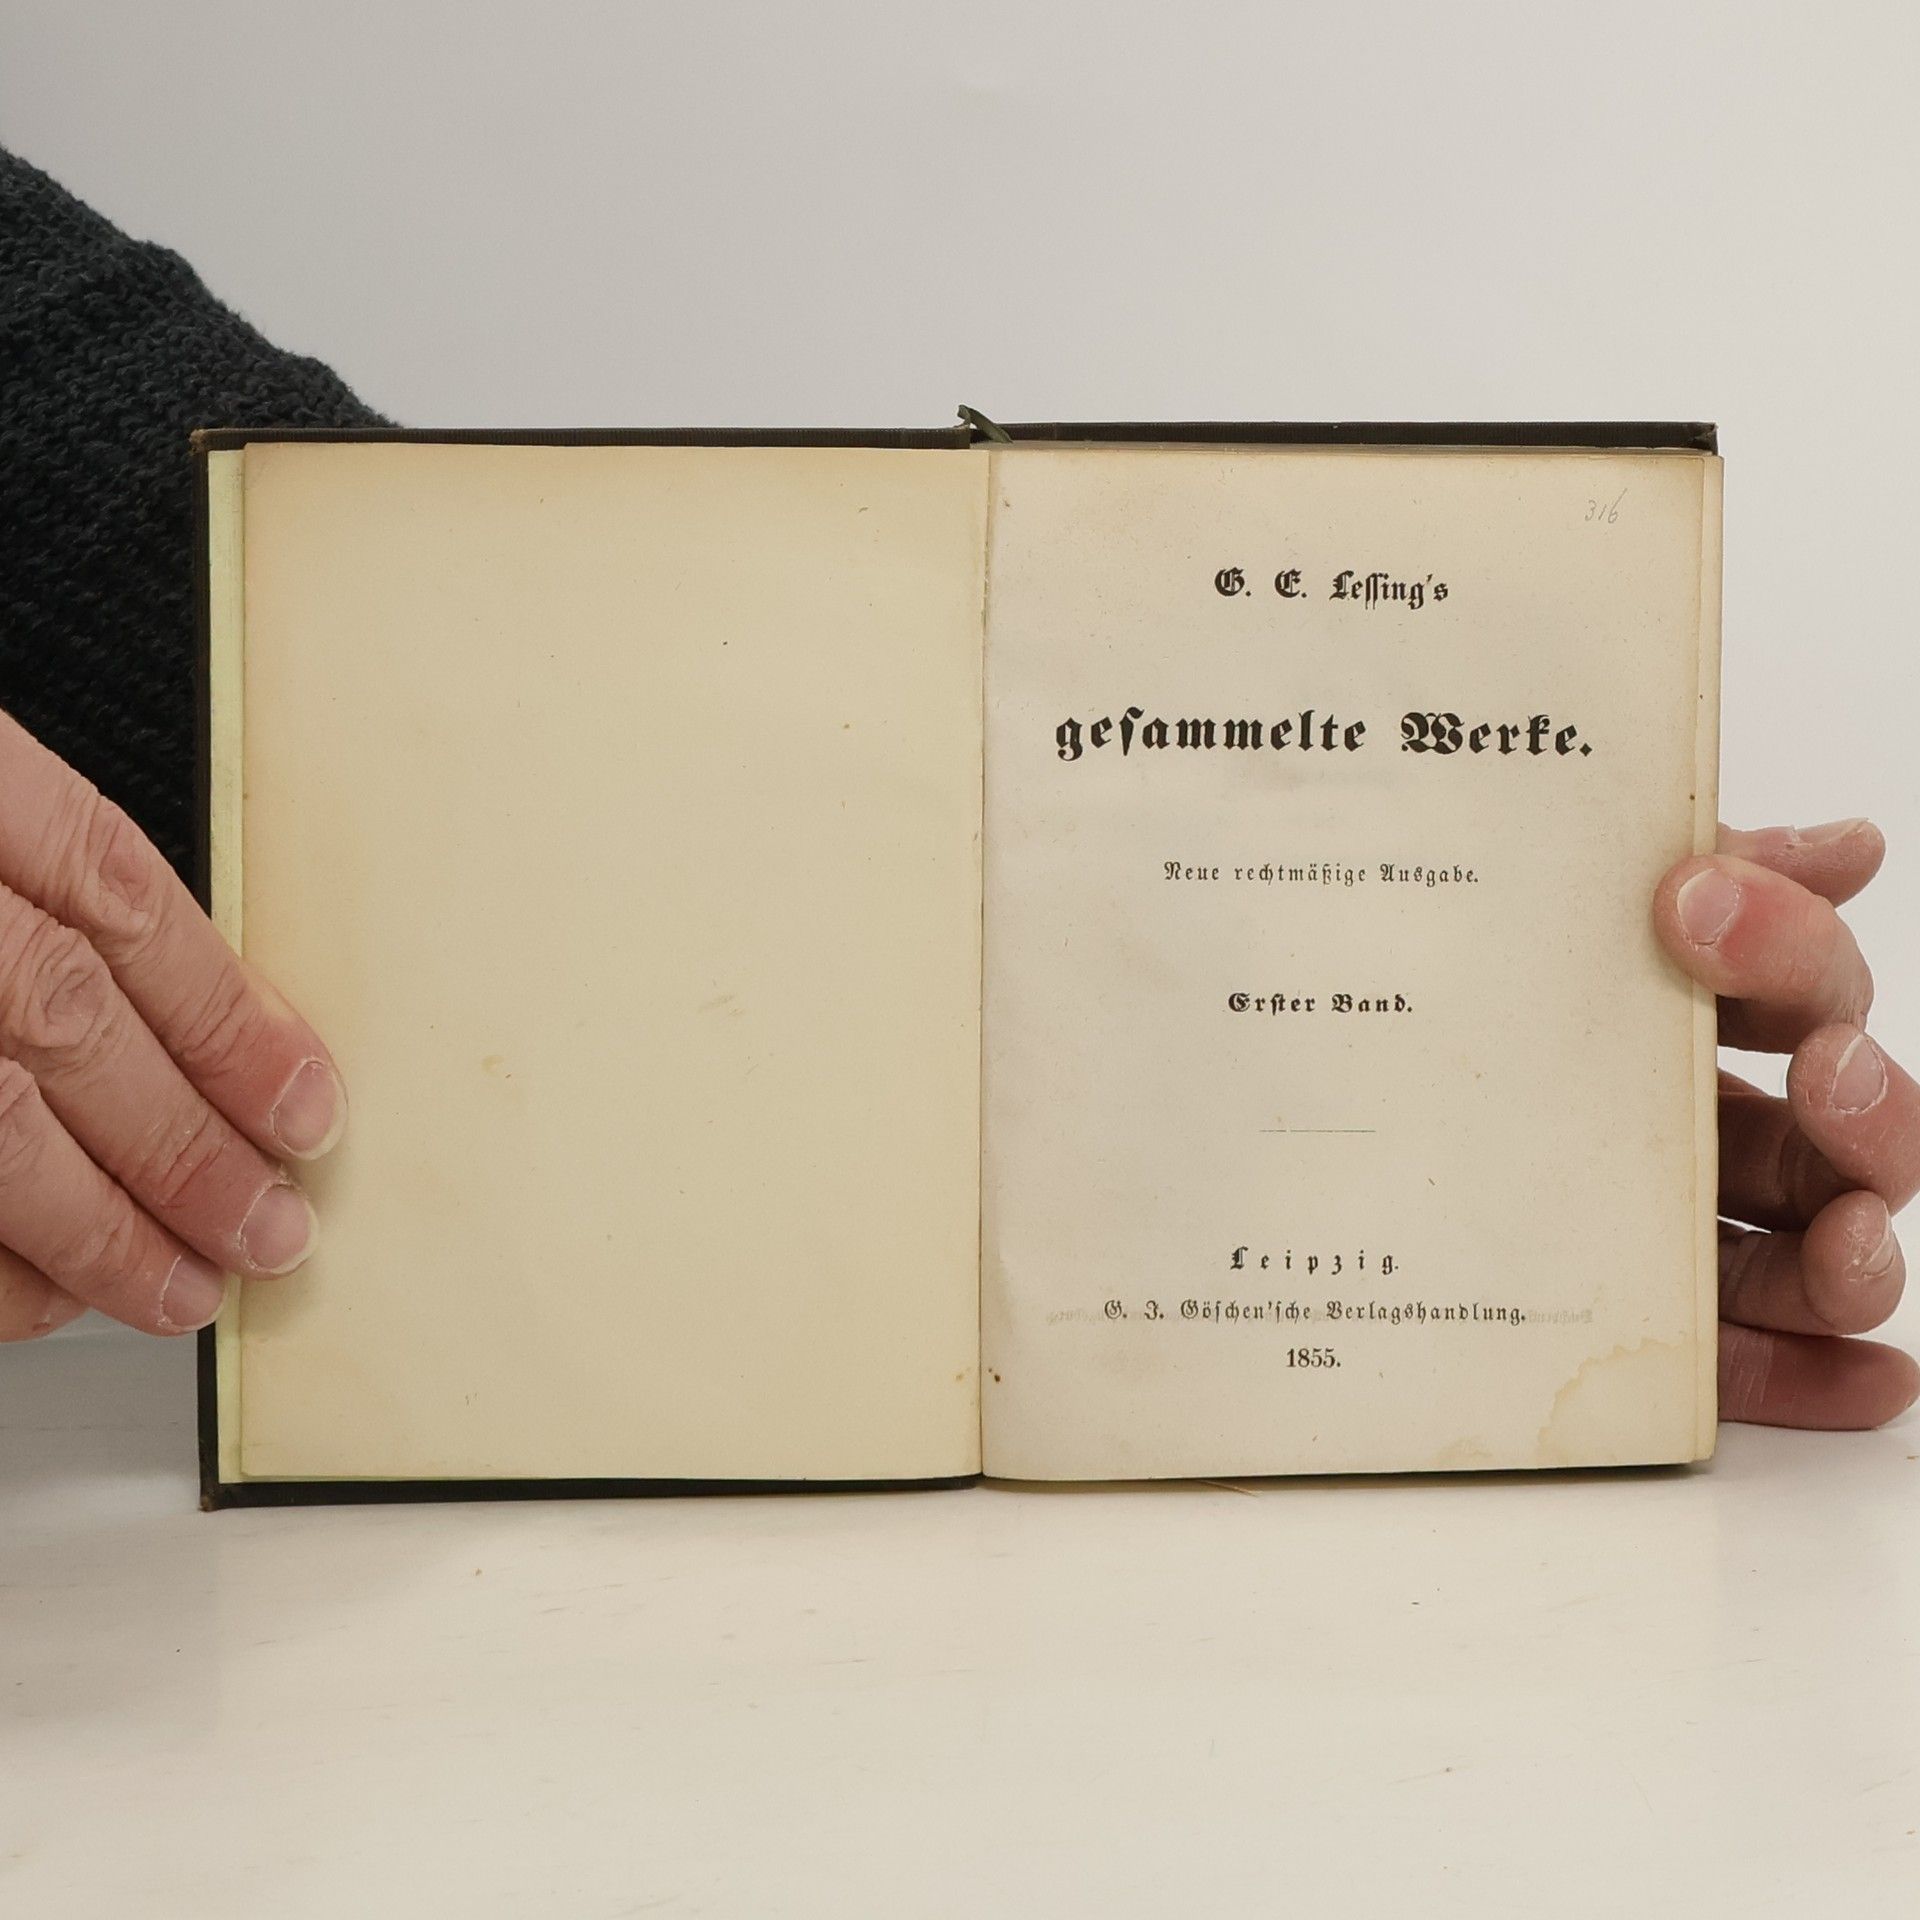 316
G. E. Leſſing's
geſammelte Werke.
Neue rechtmäßige Ausgabe.
Erſter Band.
Leipzig.
G. J. Göſchen'ſche Verlagshandlung.
1855.